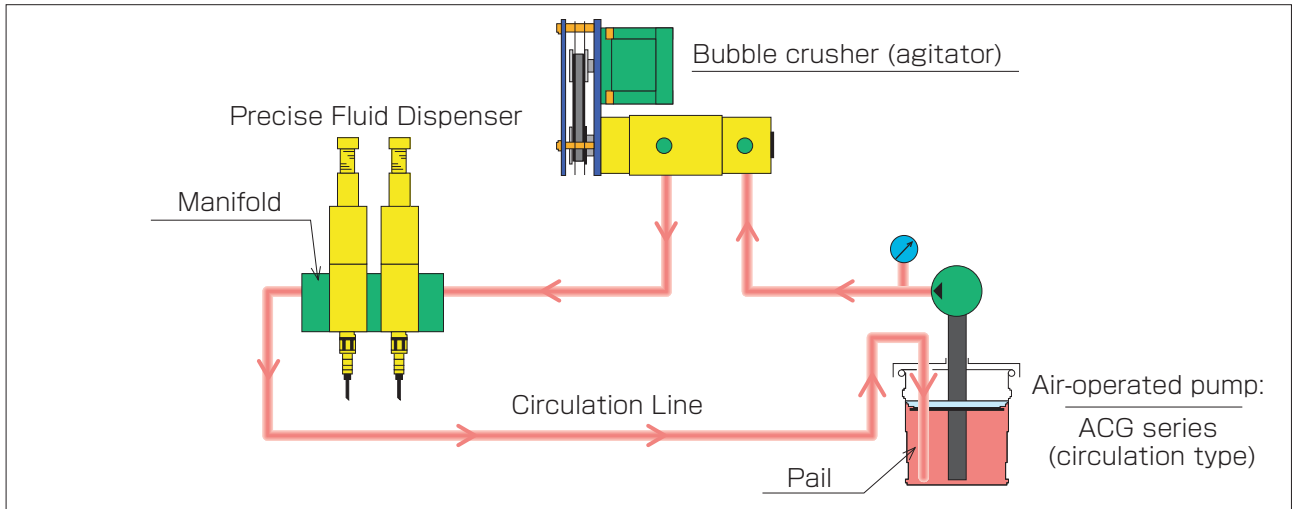 Bubble crusher (agitator)
Precise Fluid Dispenser
Manifold
Circulation Line
Air-operated pump:
ACG series
(circulation type)
Pail